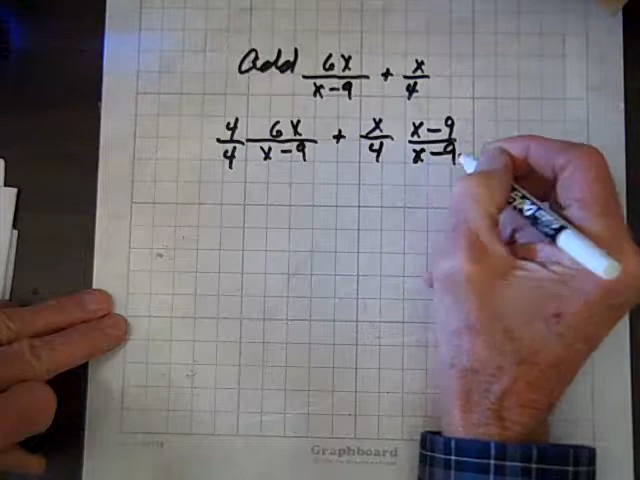 Add 6x/(x-9) + x/4
4/4 6x/(x-9) + x/4 (x-9)/(x-9)
Graphboard